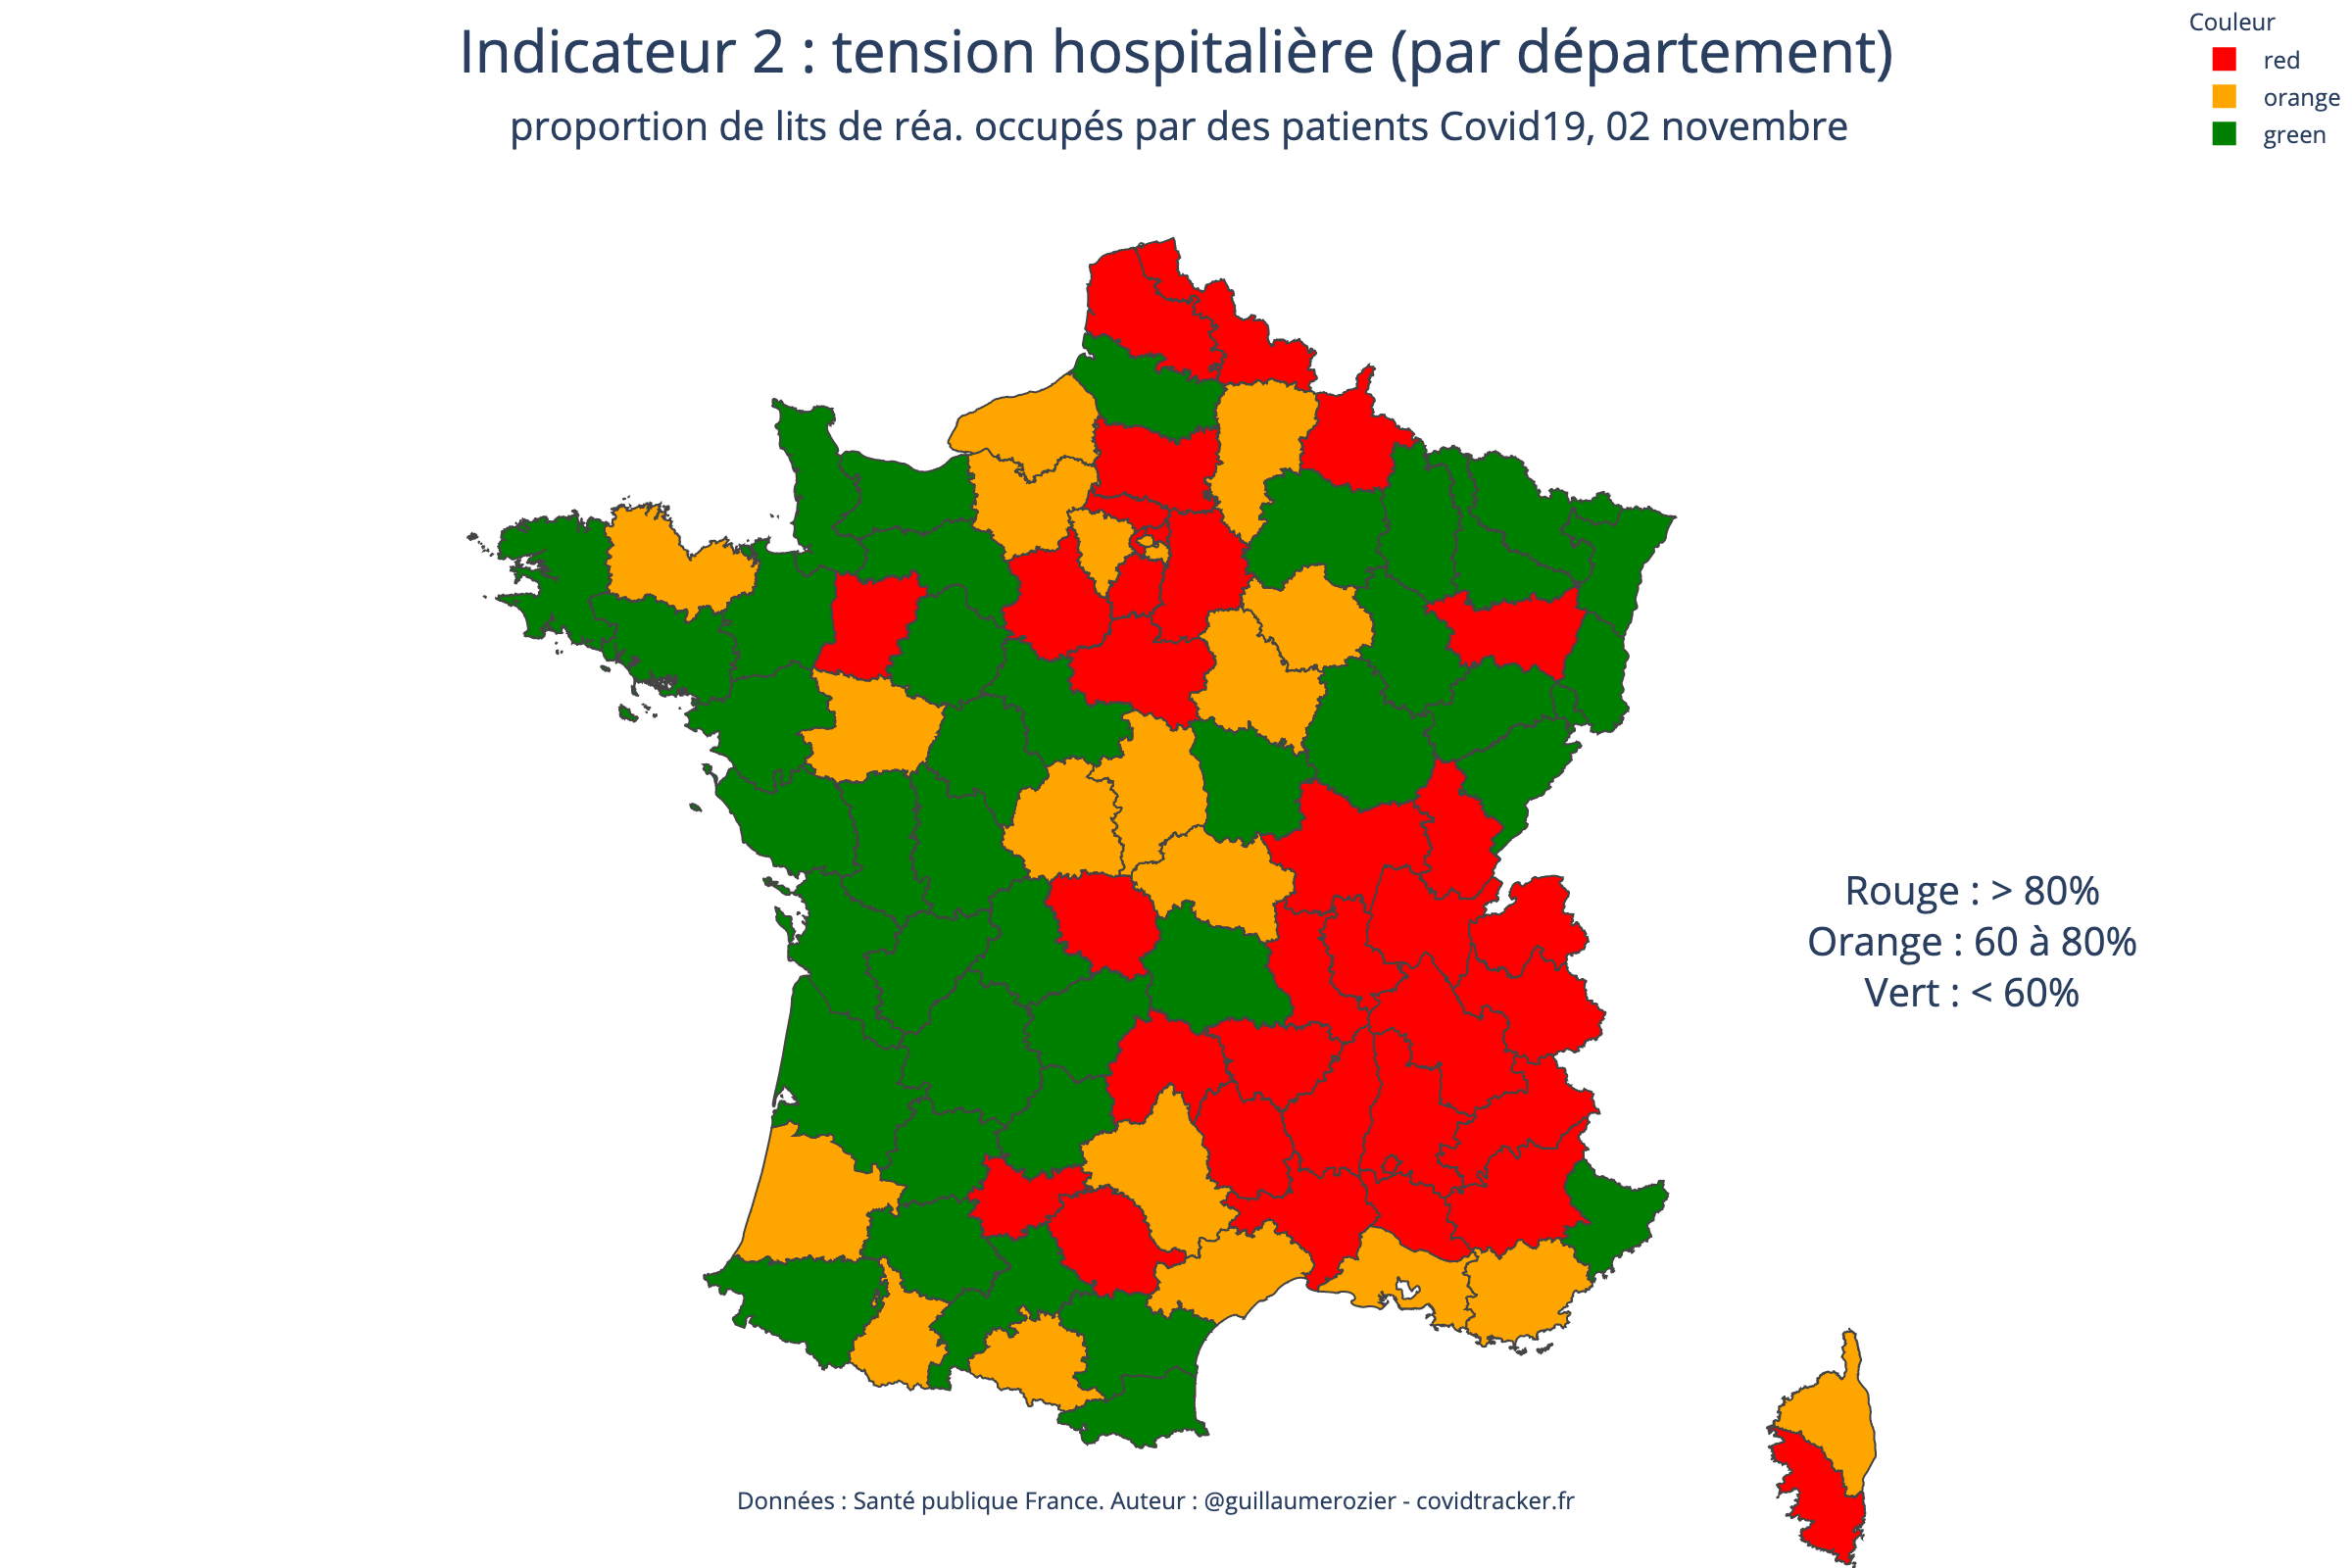 Indicateur 2 : tension hospitalière (par département)
proportion de lits de réa. occupés par des patients Covid19, 02 novembre
Couleur
red
orange
green
Rouge : > 80%
Orange : 60 à 80%
Vert : < 60%
Données : Santé publique France. Auteur : @guillaumerozier - covidtracker.fr